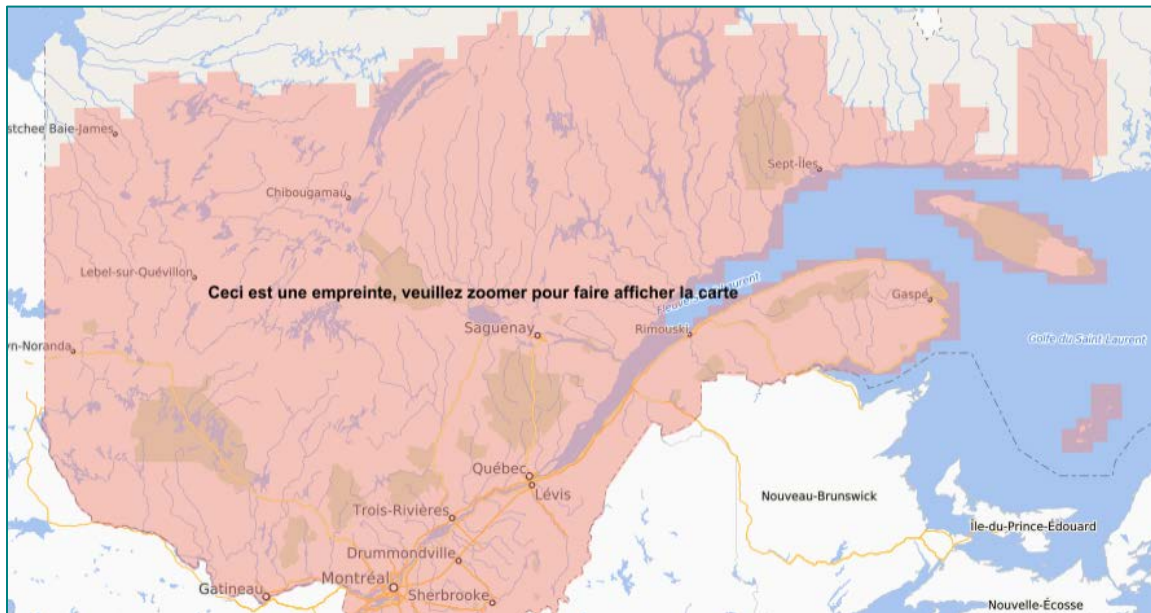 stchee Baie-James
Sept-Îles
Chibougamau
Lebel-sur-Quévillon
Ceci est une empreinte, veuillez zoomer pour faire afficher la carte
Gaspé
Saguenay
Rimouski
Golfe du Saint-Laurent
yn-Noranda
Québec
Lévis
Nouveau-Brunswick
Trois-Rivières
Île-du-Prince-Édouard
Drummondville
Montréal
Gatineau
Sherbrooke
Nouvelle-Écosse